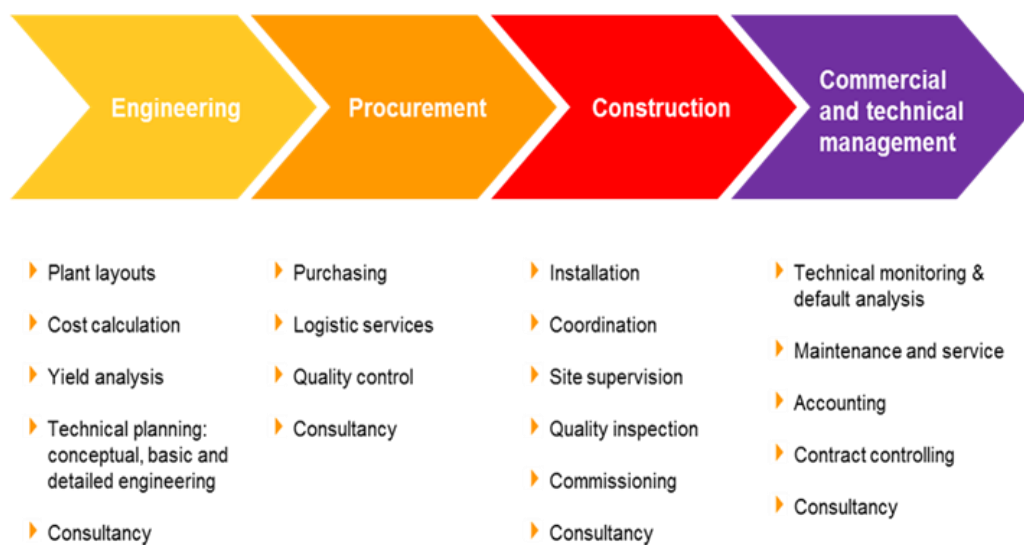 Engineering
Procurement
Construction
Commercial
and technical
management
Plant layouts
Cost calculation
Yield analysis
Technical planning:
conceptual, basic and
detailed engineering
Consultancy
Purchasing
Logistic services
Quality control
Consultancy
Installation
Coordination
Site supervision
Quality inspection
Commissioning
Consultancy
Technical monitoring &
default analysis
Maintenance and service
Accounting
Contract controlling
Consultancy